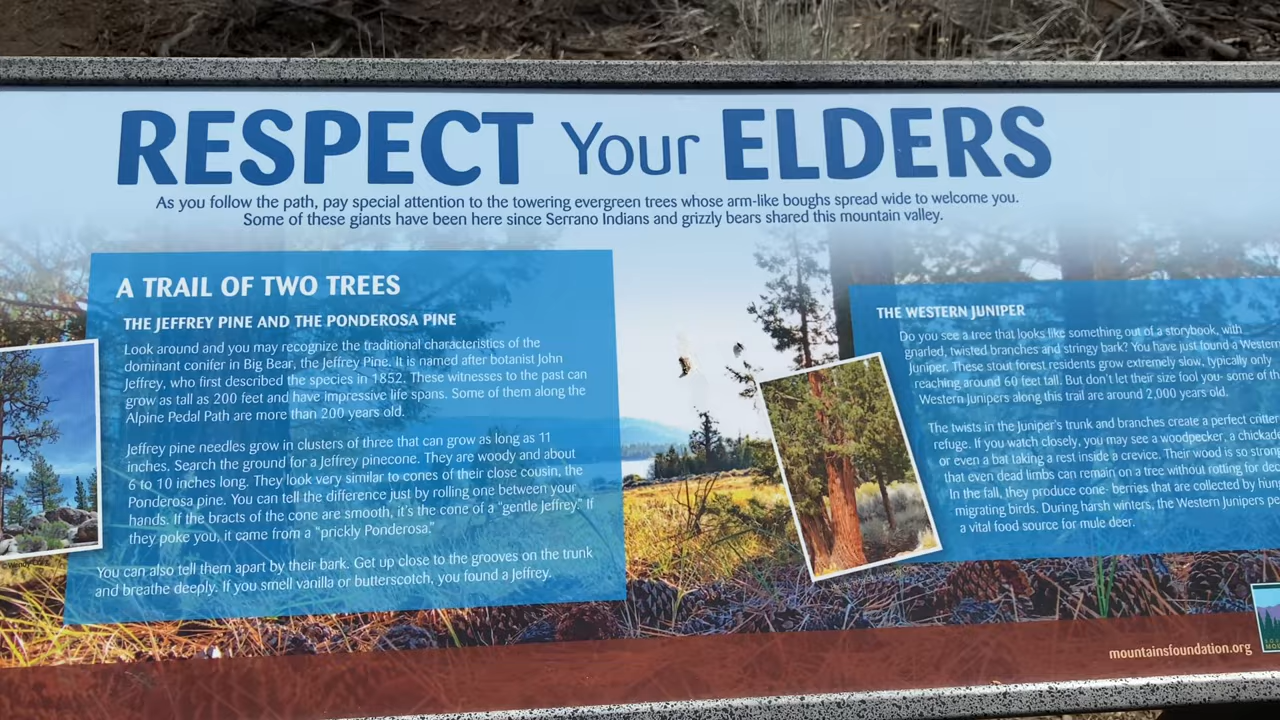 RESPECT Your ELDERS
As you follow the path, pay special attention to the towering evergreen trees whose arm-like boughs spread wide to welcome you.
Some of these giants have been here since Serrano Indians and grizzly bears shared this mountain valley.
A TRAIL OF TWO TREES
THE JEFFREY PINE AND THE PONDEROSA PINE
Look around and you may recognize the traditional characteristics of the
dominant conifer in Big Bear, the Jeffrey Pine. It is named after botanist John
Jeffrey, who first described the species in 1852. These witnesses to the past can
grow as tall as 200 feet and have impressive life spans. Some of them along the
Alpine Pedal Path are more than 200 years old.
Jeffrey pine needles grow in clusters of three that can grow as long as 11
inches. Search the ground for a Jeffrey pinecone. They are woody and about
6 to 10 inches long. They look very similar to cones of their close cousin, the
Ponderosa pine. You can tell the difference just by rolling one between your
hands. If the bracts of the cone are smooth, it's the cone of a "gentle Jeffrey." If
they poke you, it came from a "prickly Ponderosa."
You can also tell them apart by their bark. Get up close to the grooves on the trunk
and breathe deeply. If you smell vanilla or butterscotch, you found a Jeffrey.
THE WESTERN JUNIPER
Do you see a tree that looks like something out of a storybook, with
gnarled, twisted branches and stringy bark? You have just found a Western
Juniper. These stout forest residents grow extremely slow, typically only
reaching around 60 feet tall. But don't let their size fool you- some of th
Western Junipers along this trail are around 2,000 years old.
The twists in the Juniper's trunk and branches create a perfect critter
refuge. If you watch closely, you may see a woodpecker, a chickad
or even a bat taking a rest inside a crevice. Their wood is so strong
that even dead limbs can remain on a tree without rotting for dec
In the fall, they produce cone- berries that are collected by hung
migrating birds. During harsh winters, the Western Junipers pe
a vital food source for mule deer.
mountainsfoundation.org